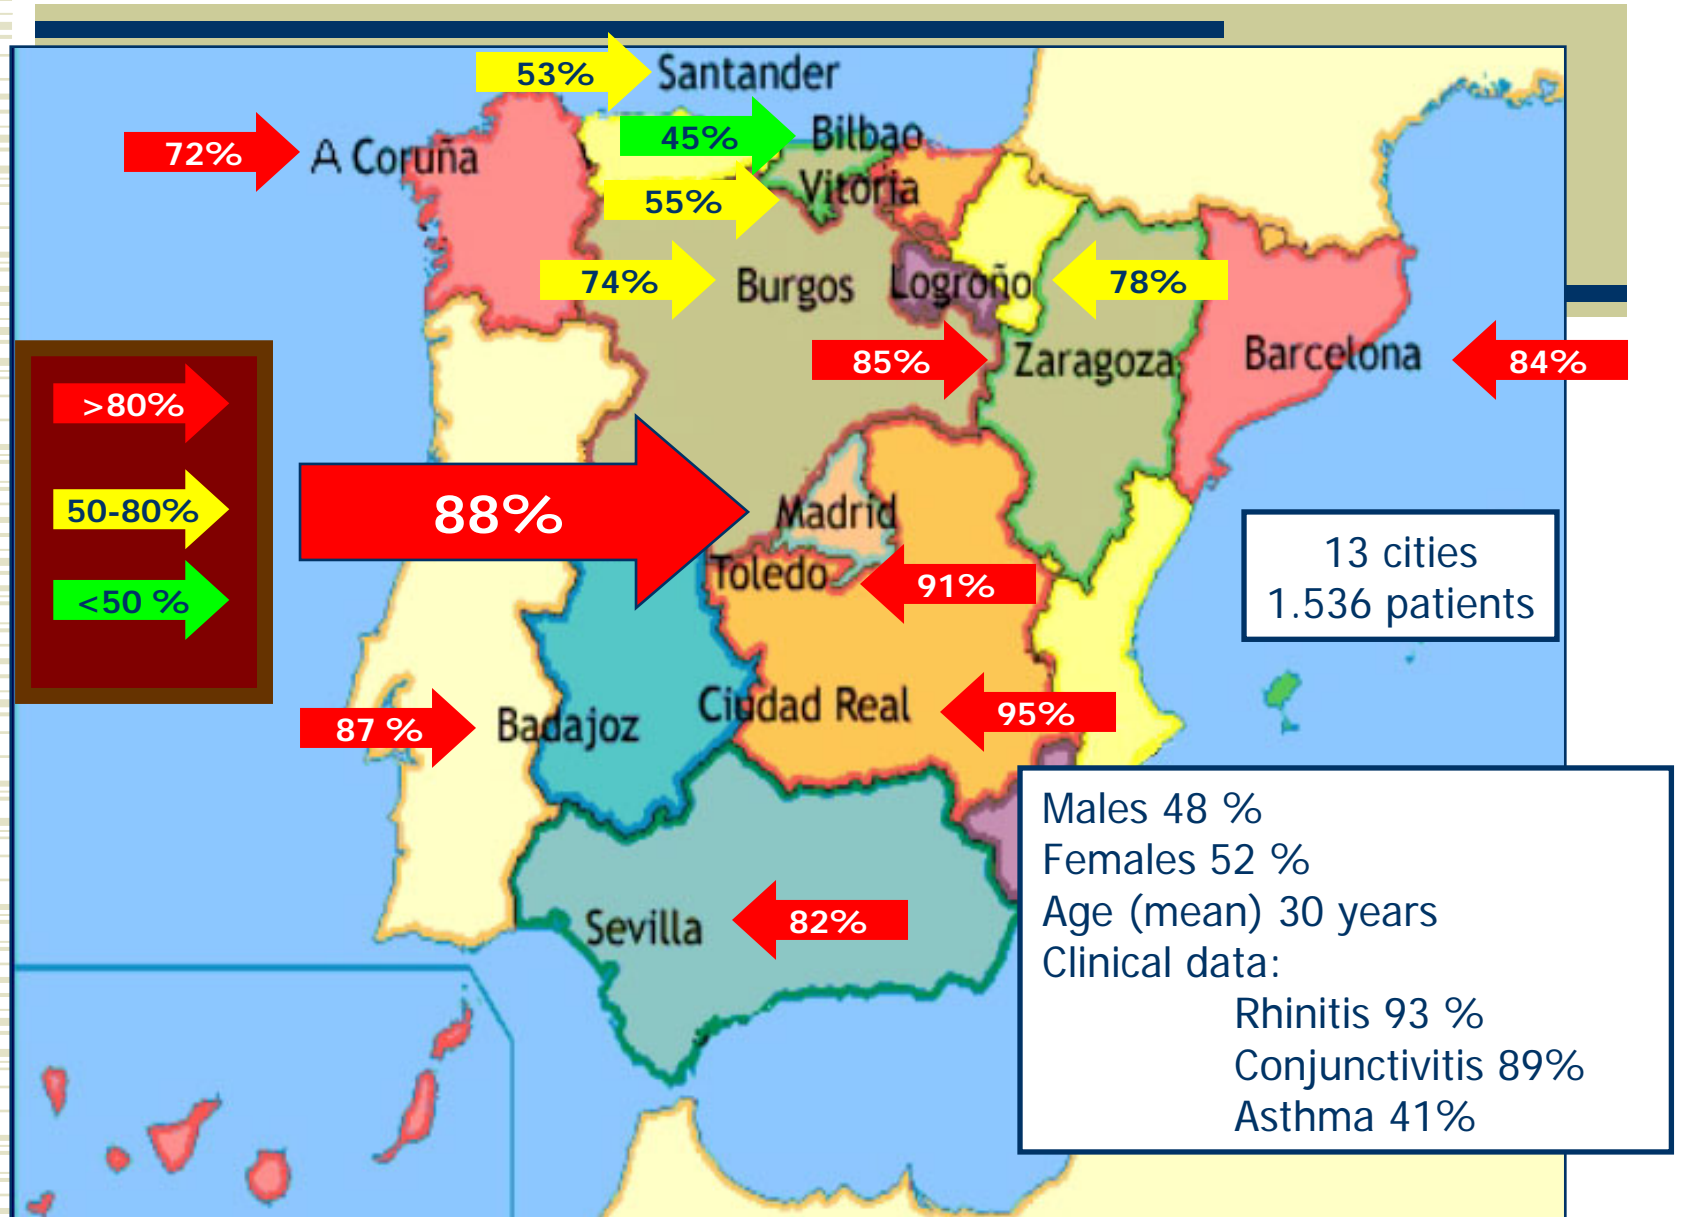 53%
Santander
45%
Bilbao
72%
A Coruña
55%
Vitoria
74%
Burgos
Logroño
78%
85%
Zaragoza
Barcelona
84%
>80%
50-80%
<50 %
88%
Madrid
Toledo
91%
13 cities
1.536 patients
87 %
Badajoz
Ciudad Real
95%
Sevilla
82%
Males 48 %
Females 52 %
Age (mean) 30 years
Clinical data:
Rhinitis 93 %
Conjunctivitis 89%
Asthma 41%